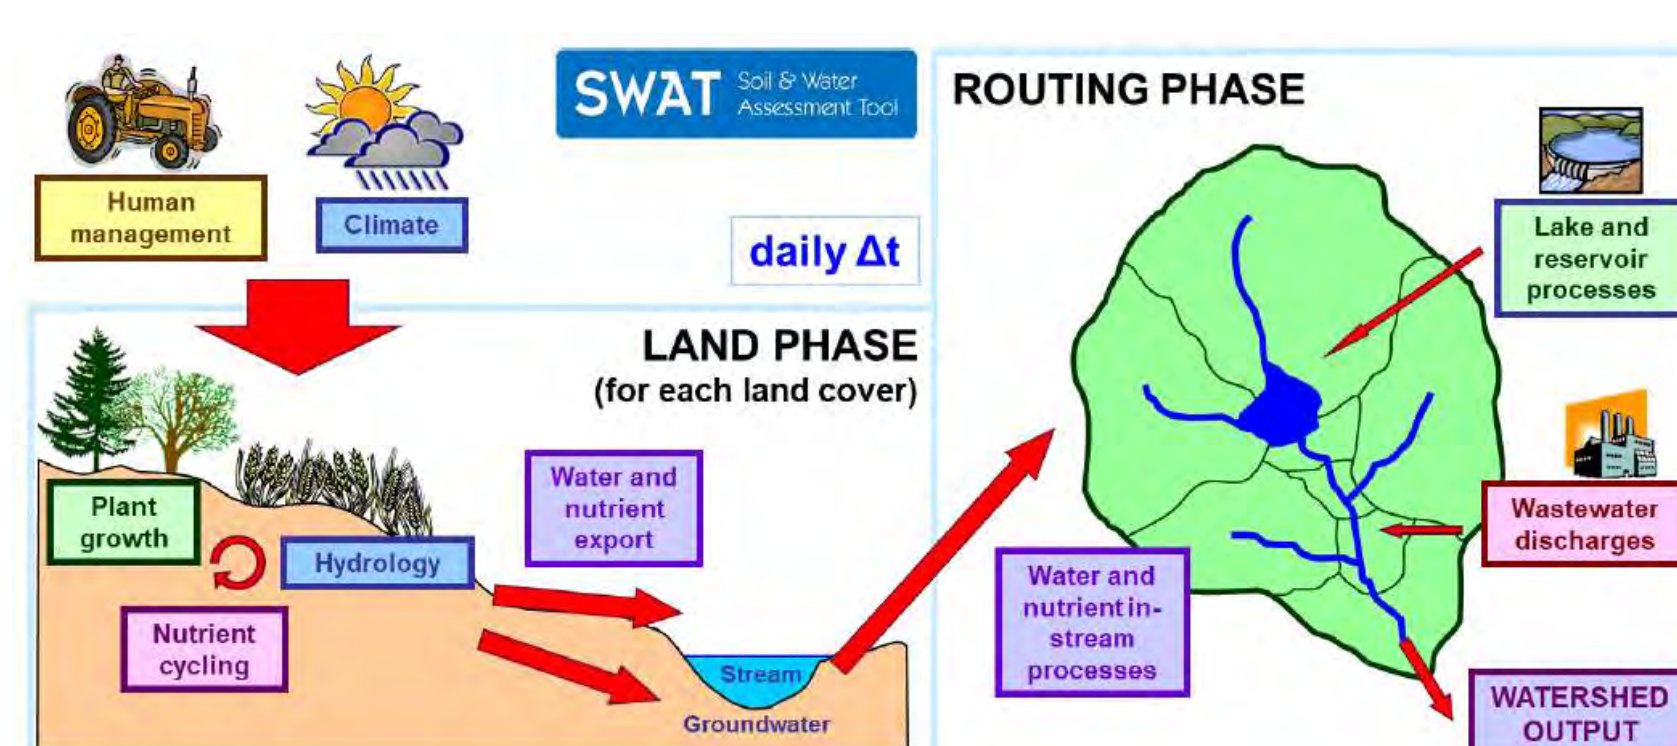 SWAT
Soil & Water
Assessment Tool
Human
management
Climate
daily Δt
LAND PHASE
(for each land cover)
Plant
growth
Hydrology
Nutrient
cycling
Water and
nutrient
export
Stream
Groundwater
ROUTING PHASE
Lake and
reservoir
processes
Wastewater
discharges
Water and
nutrient in-
stream
processes
WATERSHED
OUTPUT